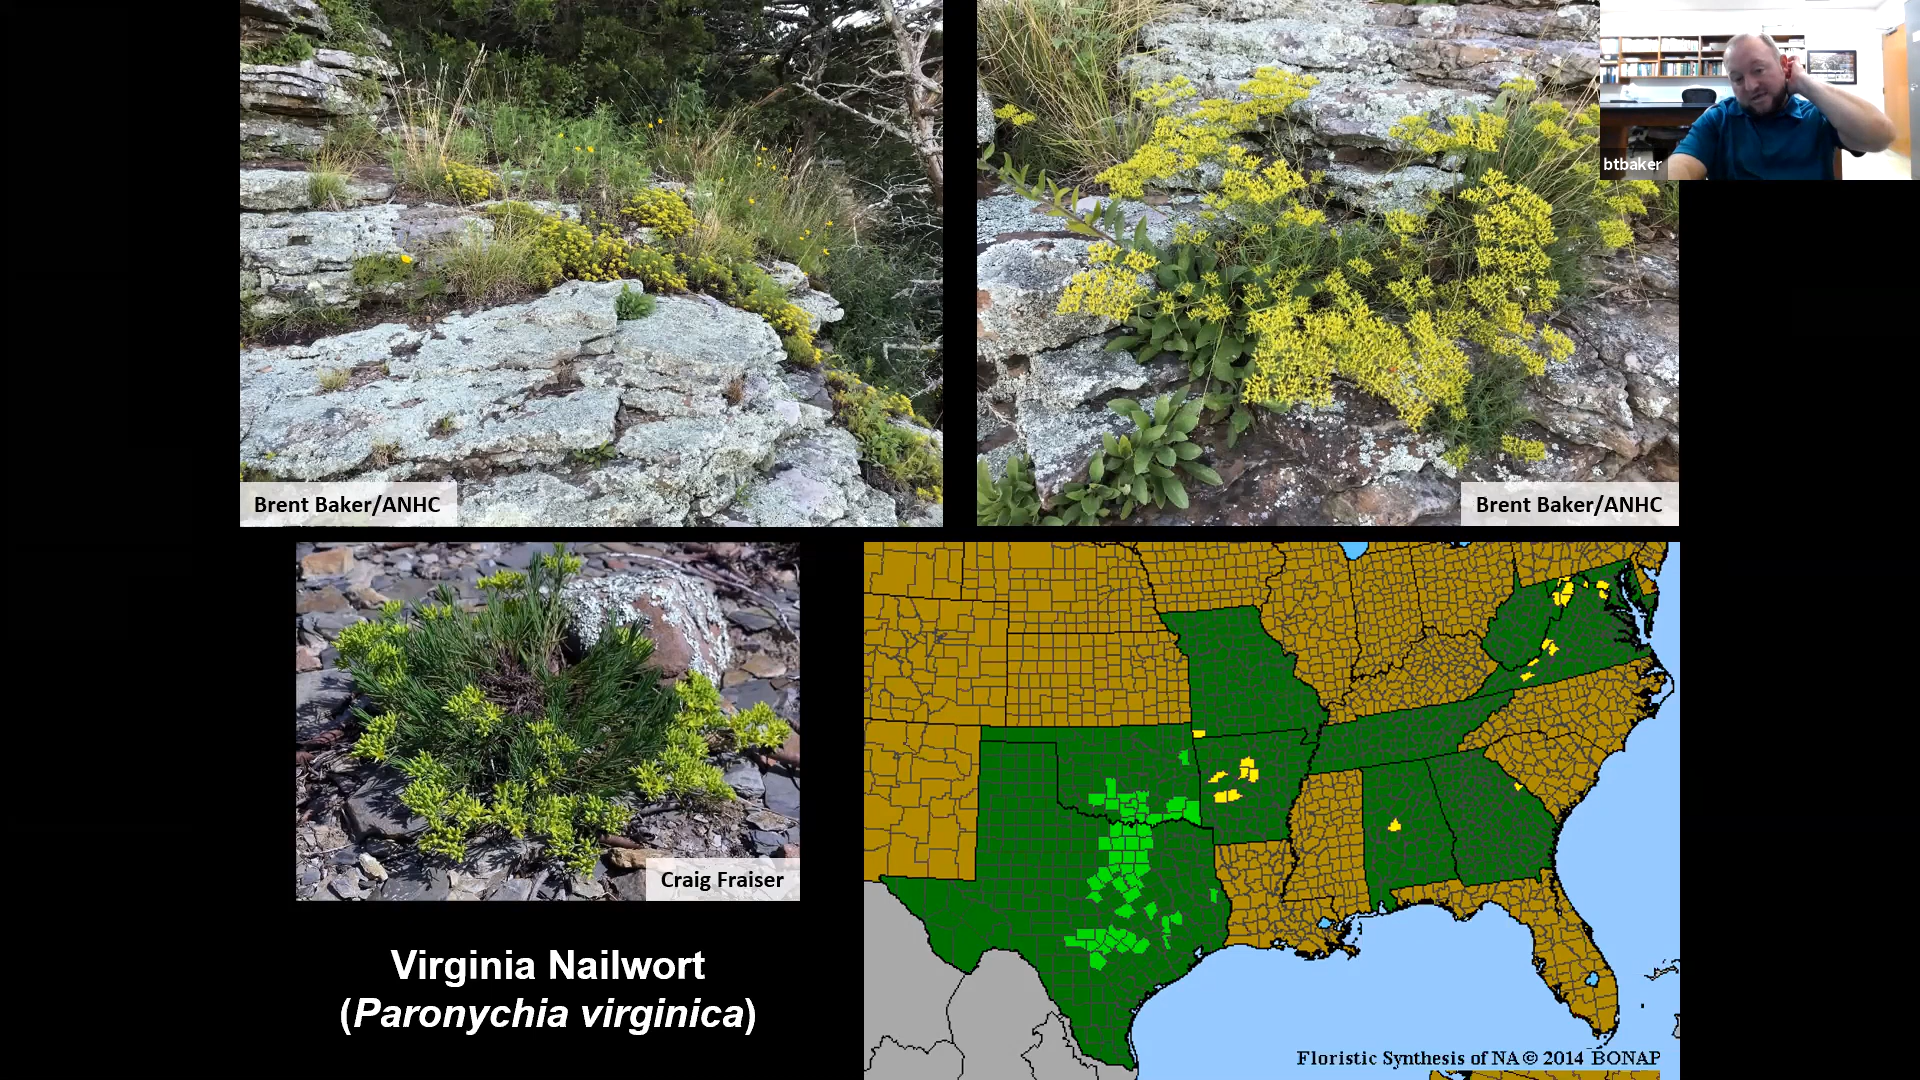 btbaker
Brent Baker/ANHC
Brent Baker/ANHC
Craig Fraiser
Virginia Nailwort
(Paronychia virginica)
Floristic Synthesis of NA © 2014 BONAP